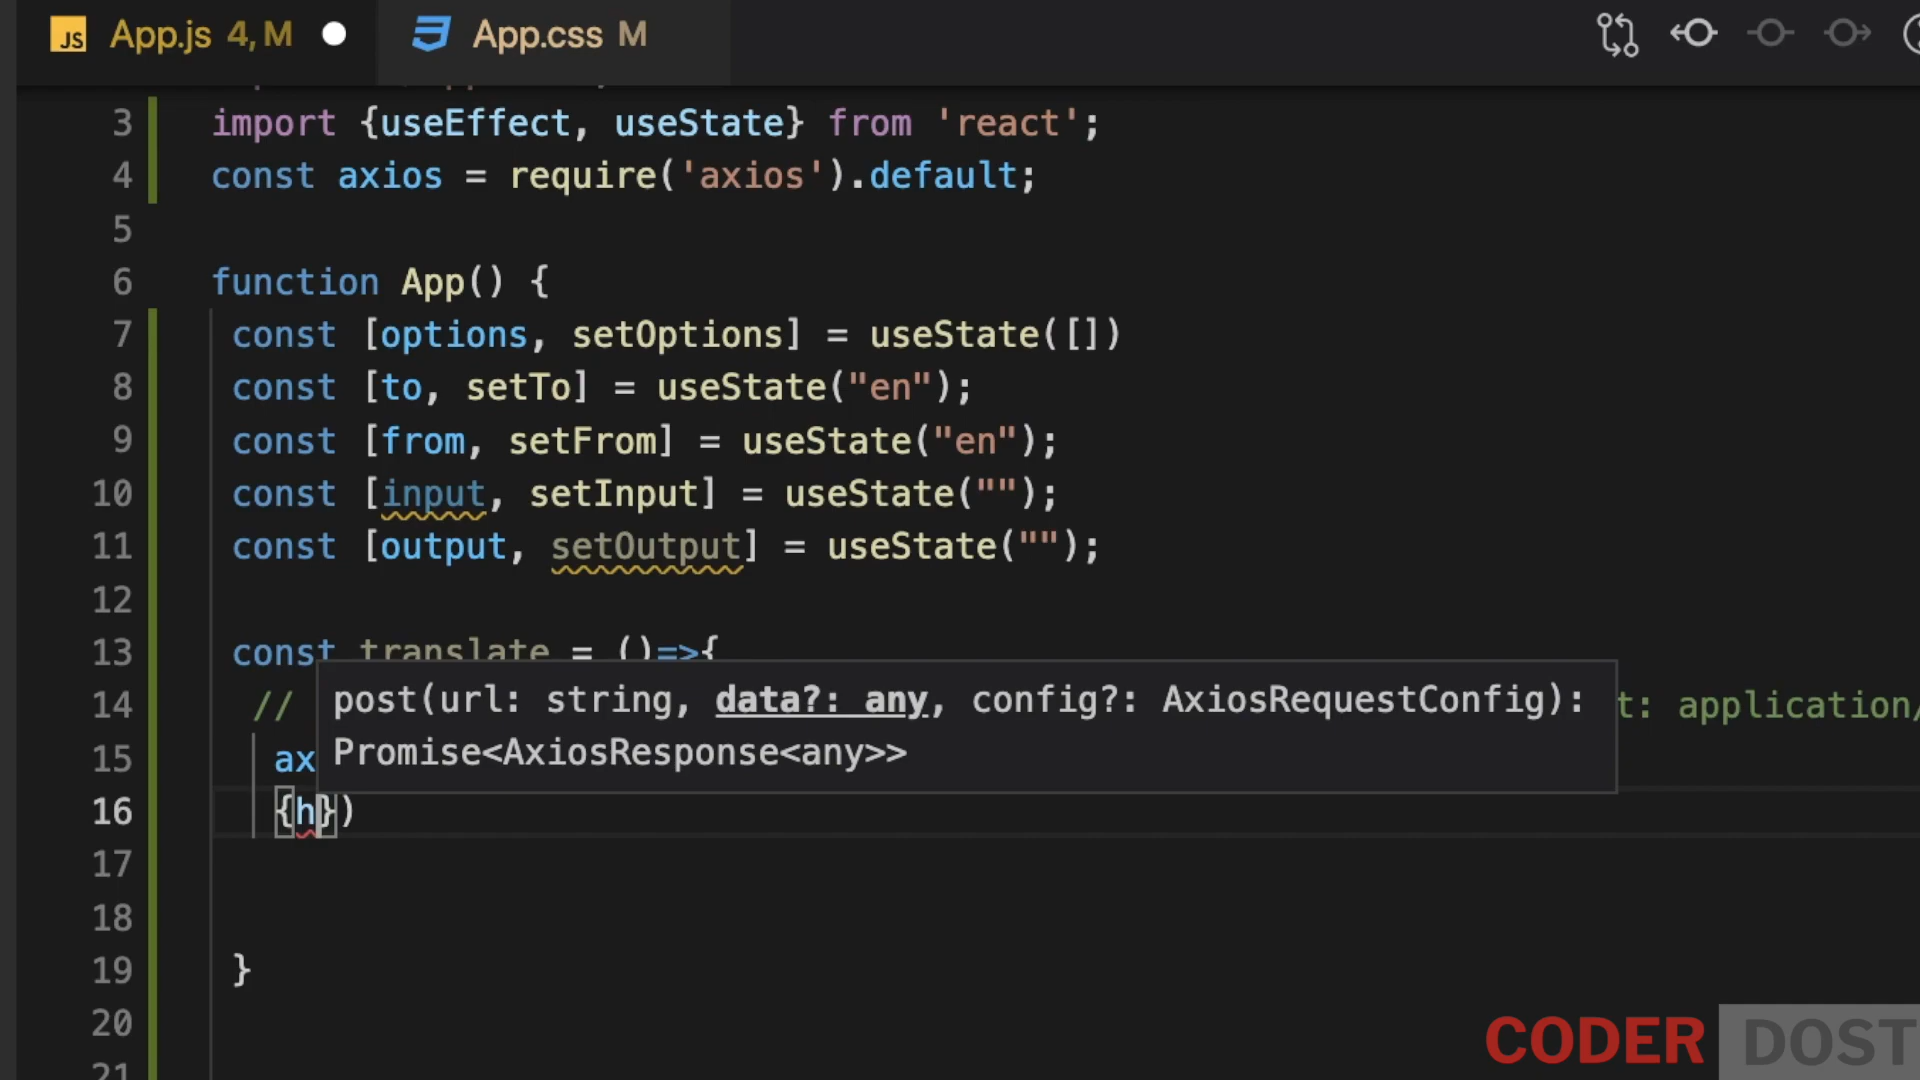 JS App.js 4, M App.css M
3 import {useEffect, useState} from 'react';
4 const axios = require('axios').default;
5
6 function App() {
7 const [options, setOptions] = useState([])
8 const [to, setTo] = useState("en");
9 const [from, setFrom] = useState("en");
10 const [input, setInput] = useState("");
11 const [output, setOutput] = useState("");
12
13 const translate = ()=>{
14 // t: application/
post(url: string, data?: any, config?: AxiosRequestConfig):
Promise<AxiosResponse<any>>
15 ax
16 {h})
17
18
19 }
20
21
CODER DOST